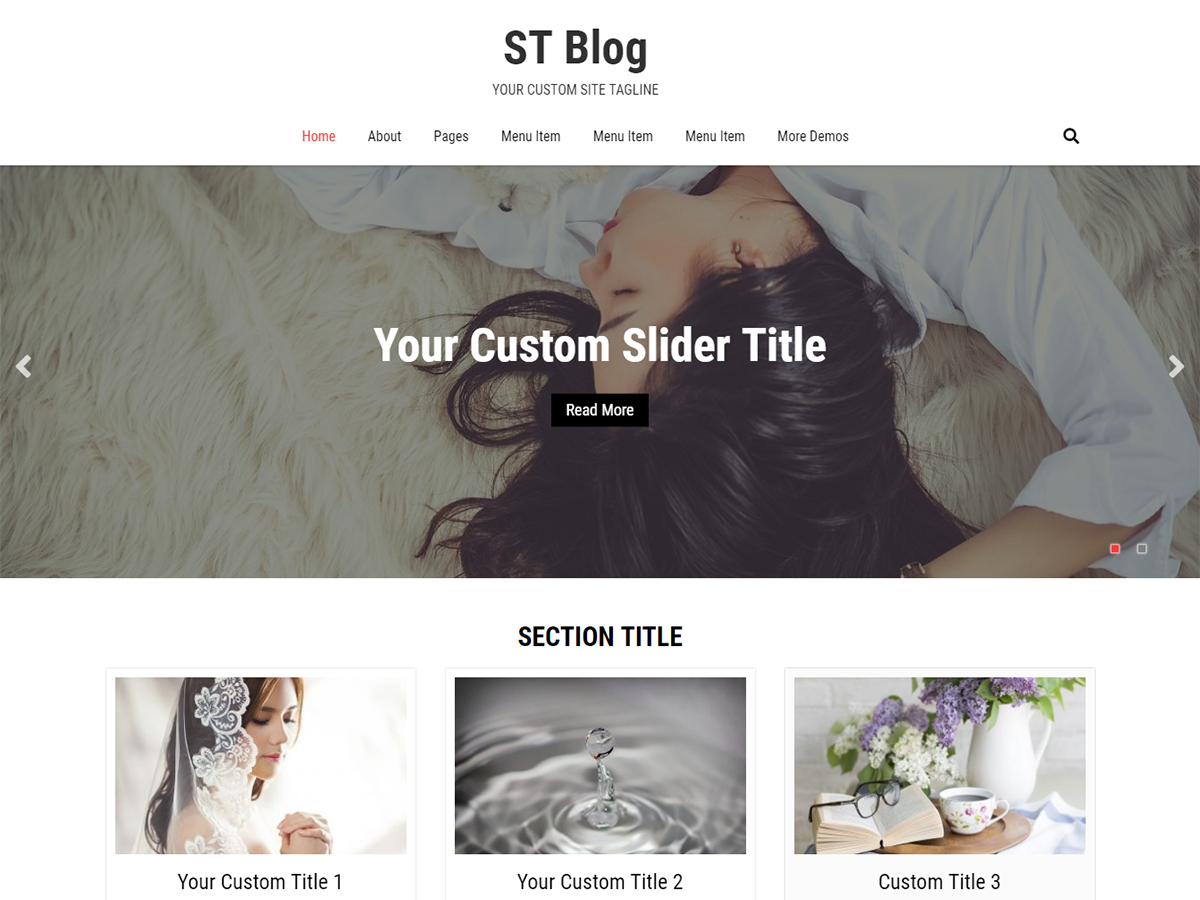 ST Blog
YOUR CUSTOM SITE TAGLINE
Home About Pages Menu Item Menu Item Menu Item More Demos
Your Custom Slider Title
Read More
SECTION TITLE
Your Custom Title 1
Your Custom Title 2
Custom Title 3